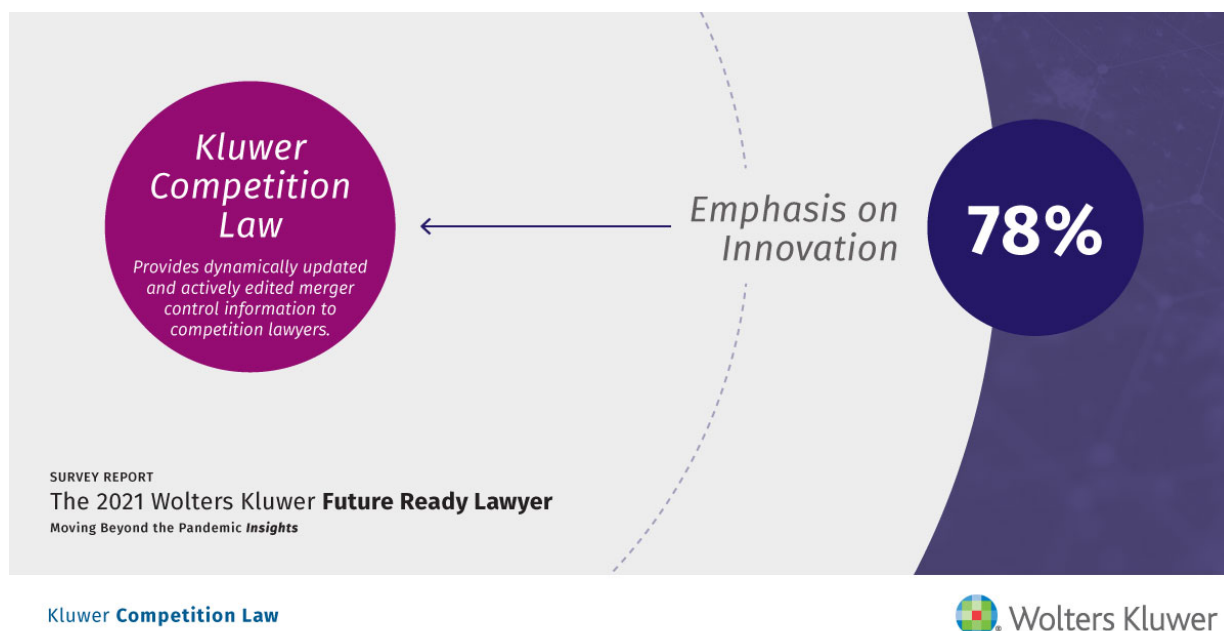 Kluwer
Competition
Law
Provides dynamically updated
and actively edited merger
control information to
competition lawyers.
Emphasis on
Innovation
78%
SURVEY REPORT
The 2021 Wolters Kluwer Future Ready Lawyer
Moving Beyond the Pandemic Insights
Kluwer Competition Law
Wolters Kluwer